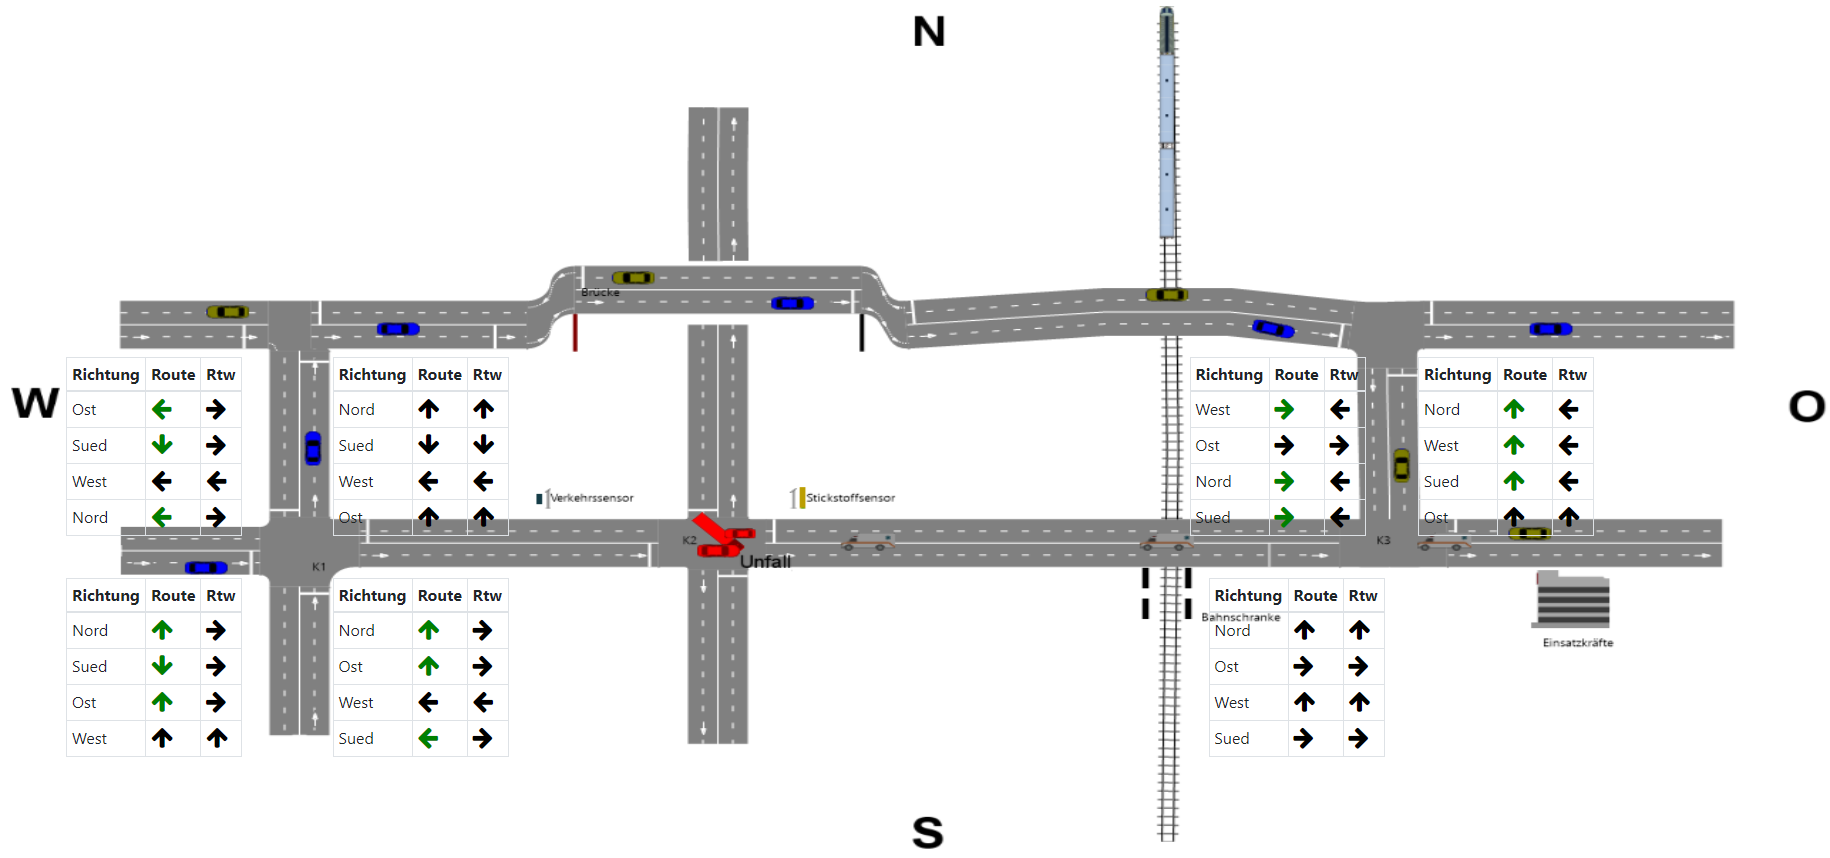 N
W
O
S
Brücke
Richtung Route Rtw
Ost
Sued
West
Nord
Richtung Route Rtw
Nord
Sued
West
Ost
Verkehrssensor
Stickstoffsensor
Richtung Route Rtw
West
Ost
Nord
Sued
Richtung Route Rtw
Nord
West
Sued
Ost
K1
K2
Unfall
K3
Richtung Route Rtw
Nord
Sued
Ost
West
Richtung Route Rtw
Nord
Ost
West
Sued
Bahnschranke
Richtung Route Rtw
Nord
Ost
West
Sued
Einsatzkräfte